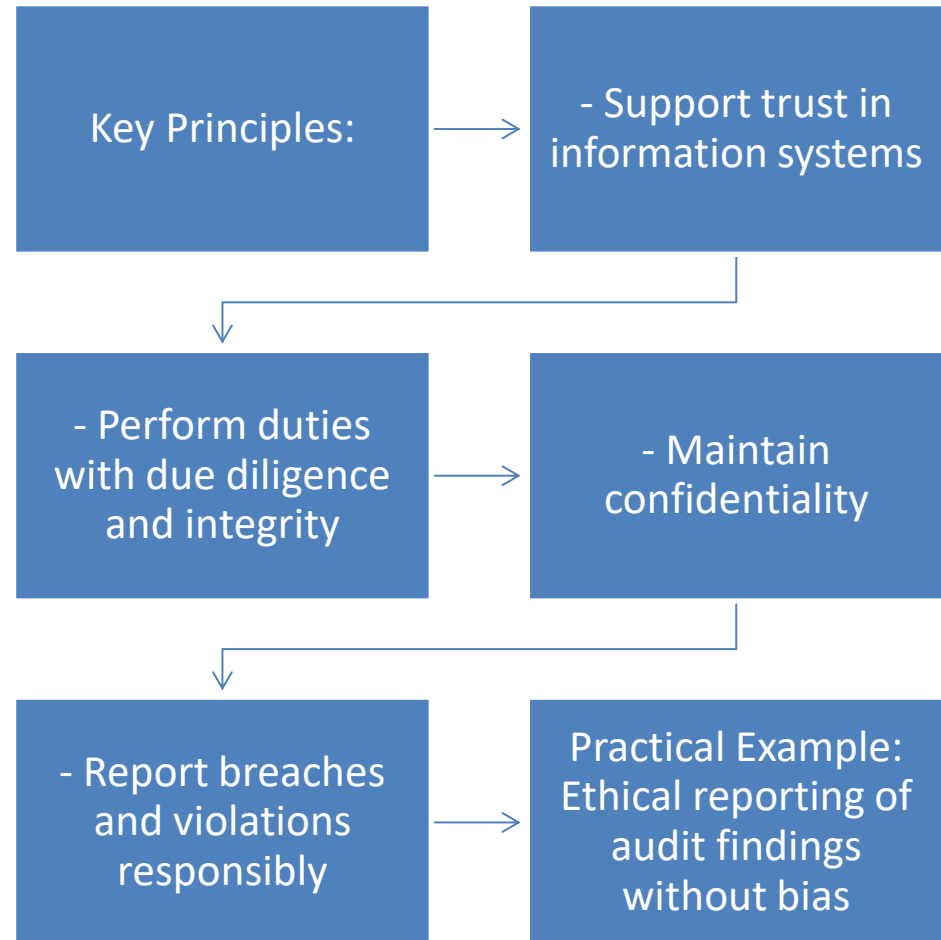 Key Principles:
- Support trust in
information systems
- Perform duties
with due diligence
and integrity
- Maintain
confidentiality
- Report breaches
and violations
responsibly
Practical Example:
Ethical reporting of
audit findings
without bias